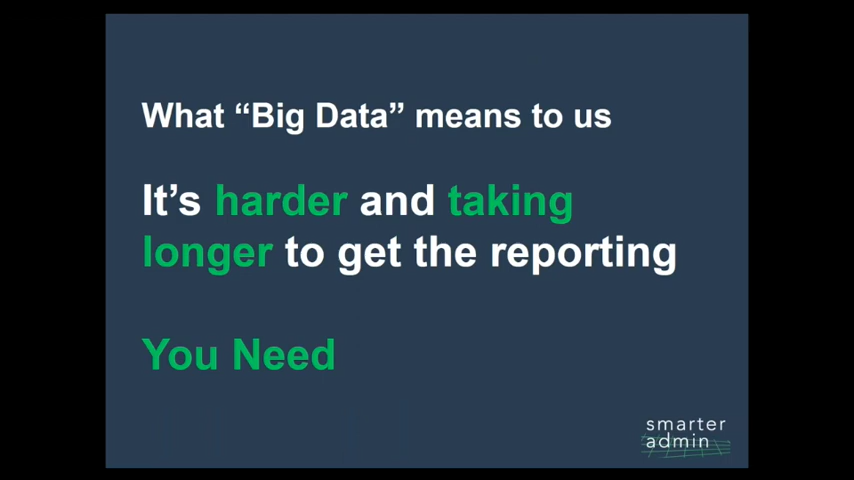 What “Big Data” means to us
It’s harder and taking
longer to get the reporting
You Need
smarter
admin